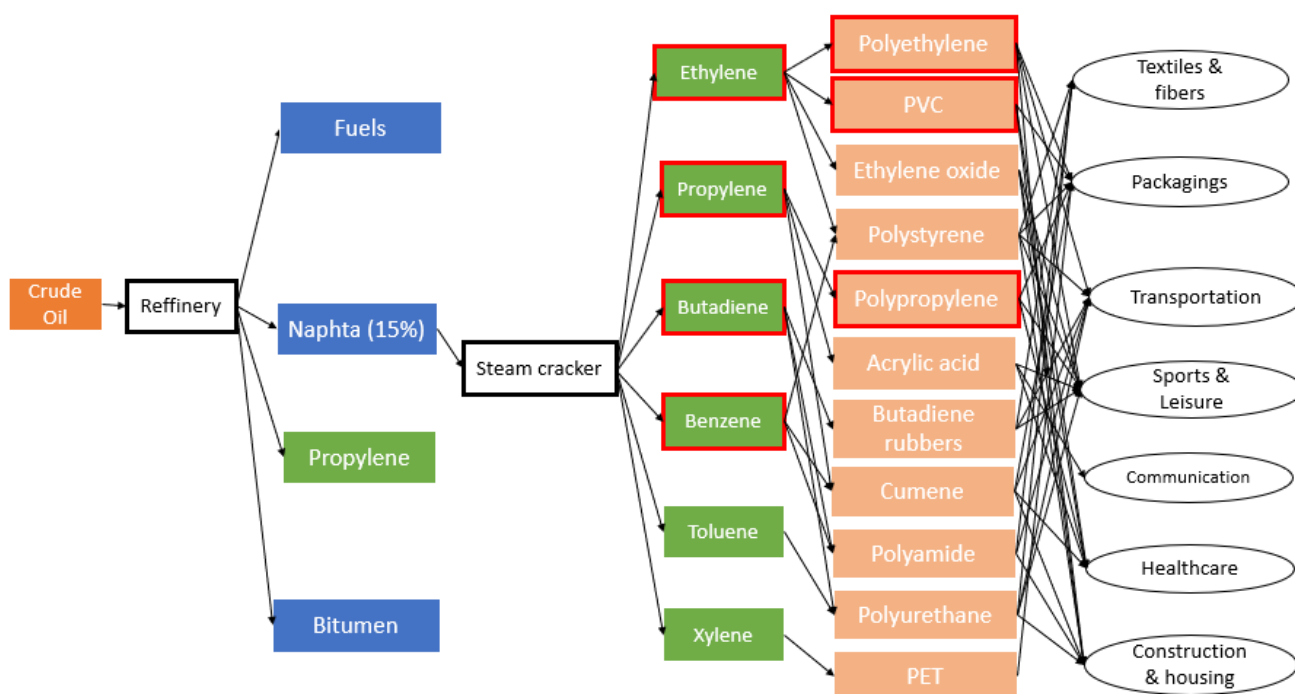 Crude
Oil
Reffinery
Fuels
Naphta (15%)
Propylene
Bitumen
Steam cracker
Ethylene
Propylene
Butadiene
Benzene
Toluene
Xylene
Polyethylene
PVC
Ethylene oxide
Polystyrene
Polypropylene
Acrylic acid
Butadiene
rubbers
Cumene
Polyamide
Polyurethane
PET
Textiles &
fibers
Packagings
Transportation
Sports &
Leisure
Communication
Healthcare
Construction
& housing